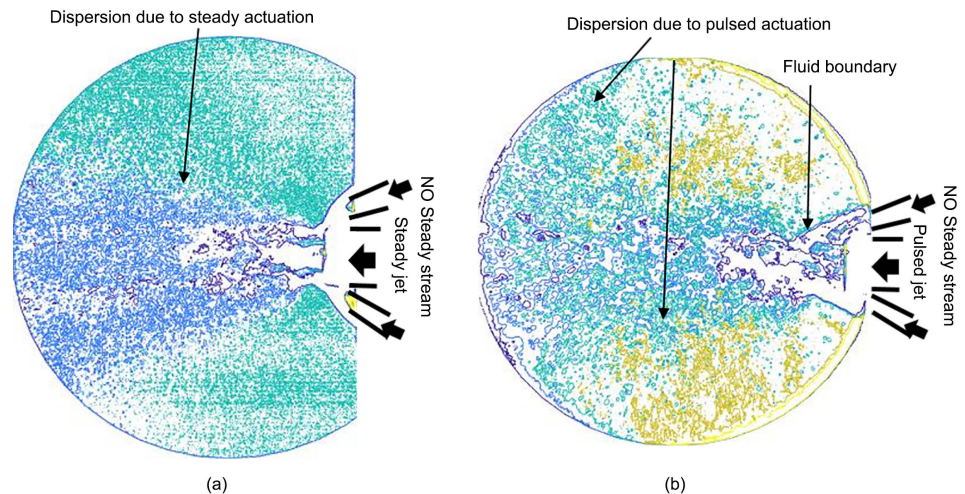 Dispersion due to steady actuation
NO Steady stream
Steady jet
(a)
Dispersion due to pulsed actuation
Fluid boundary
NO Steady stream
Pulsed jet
(b)